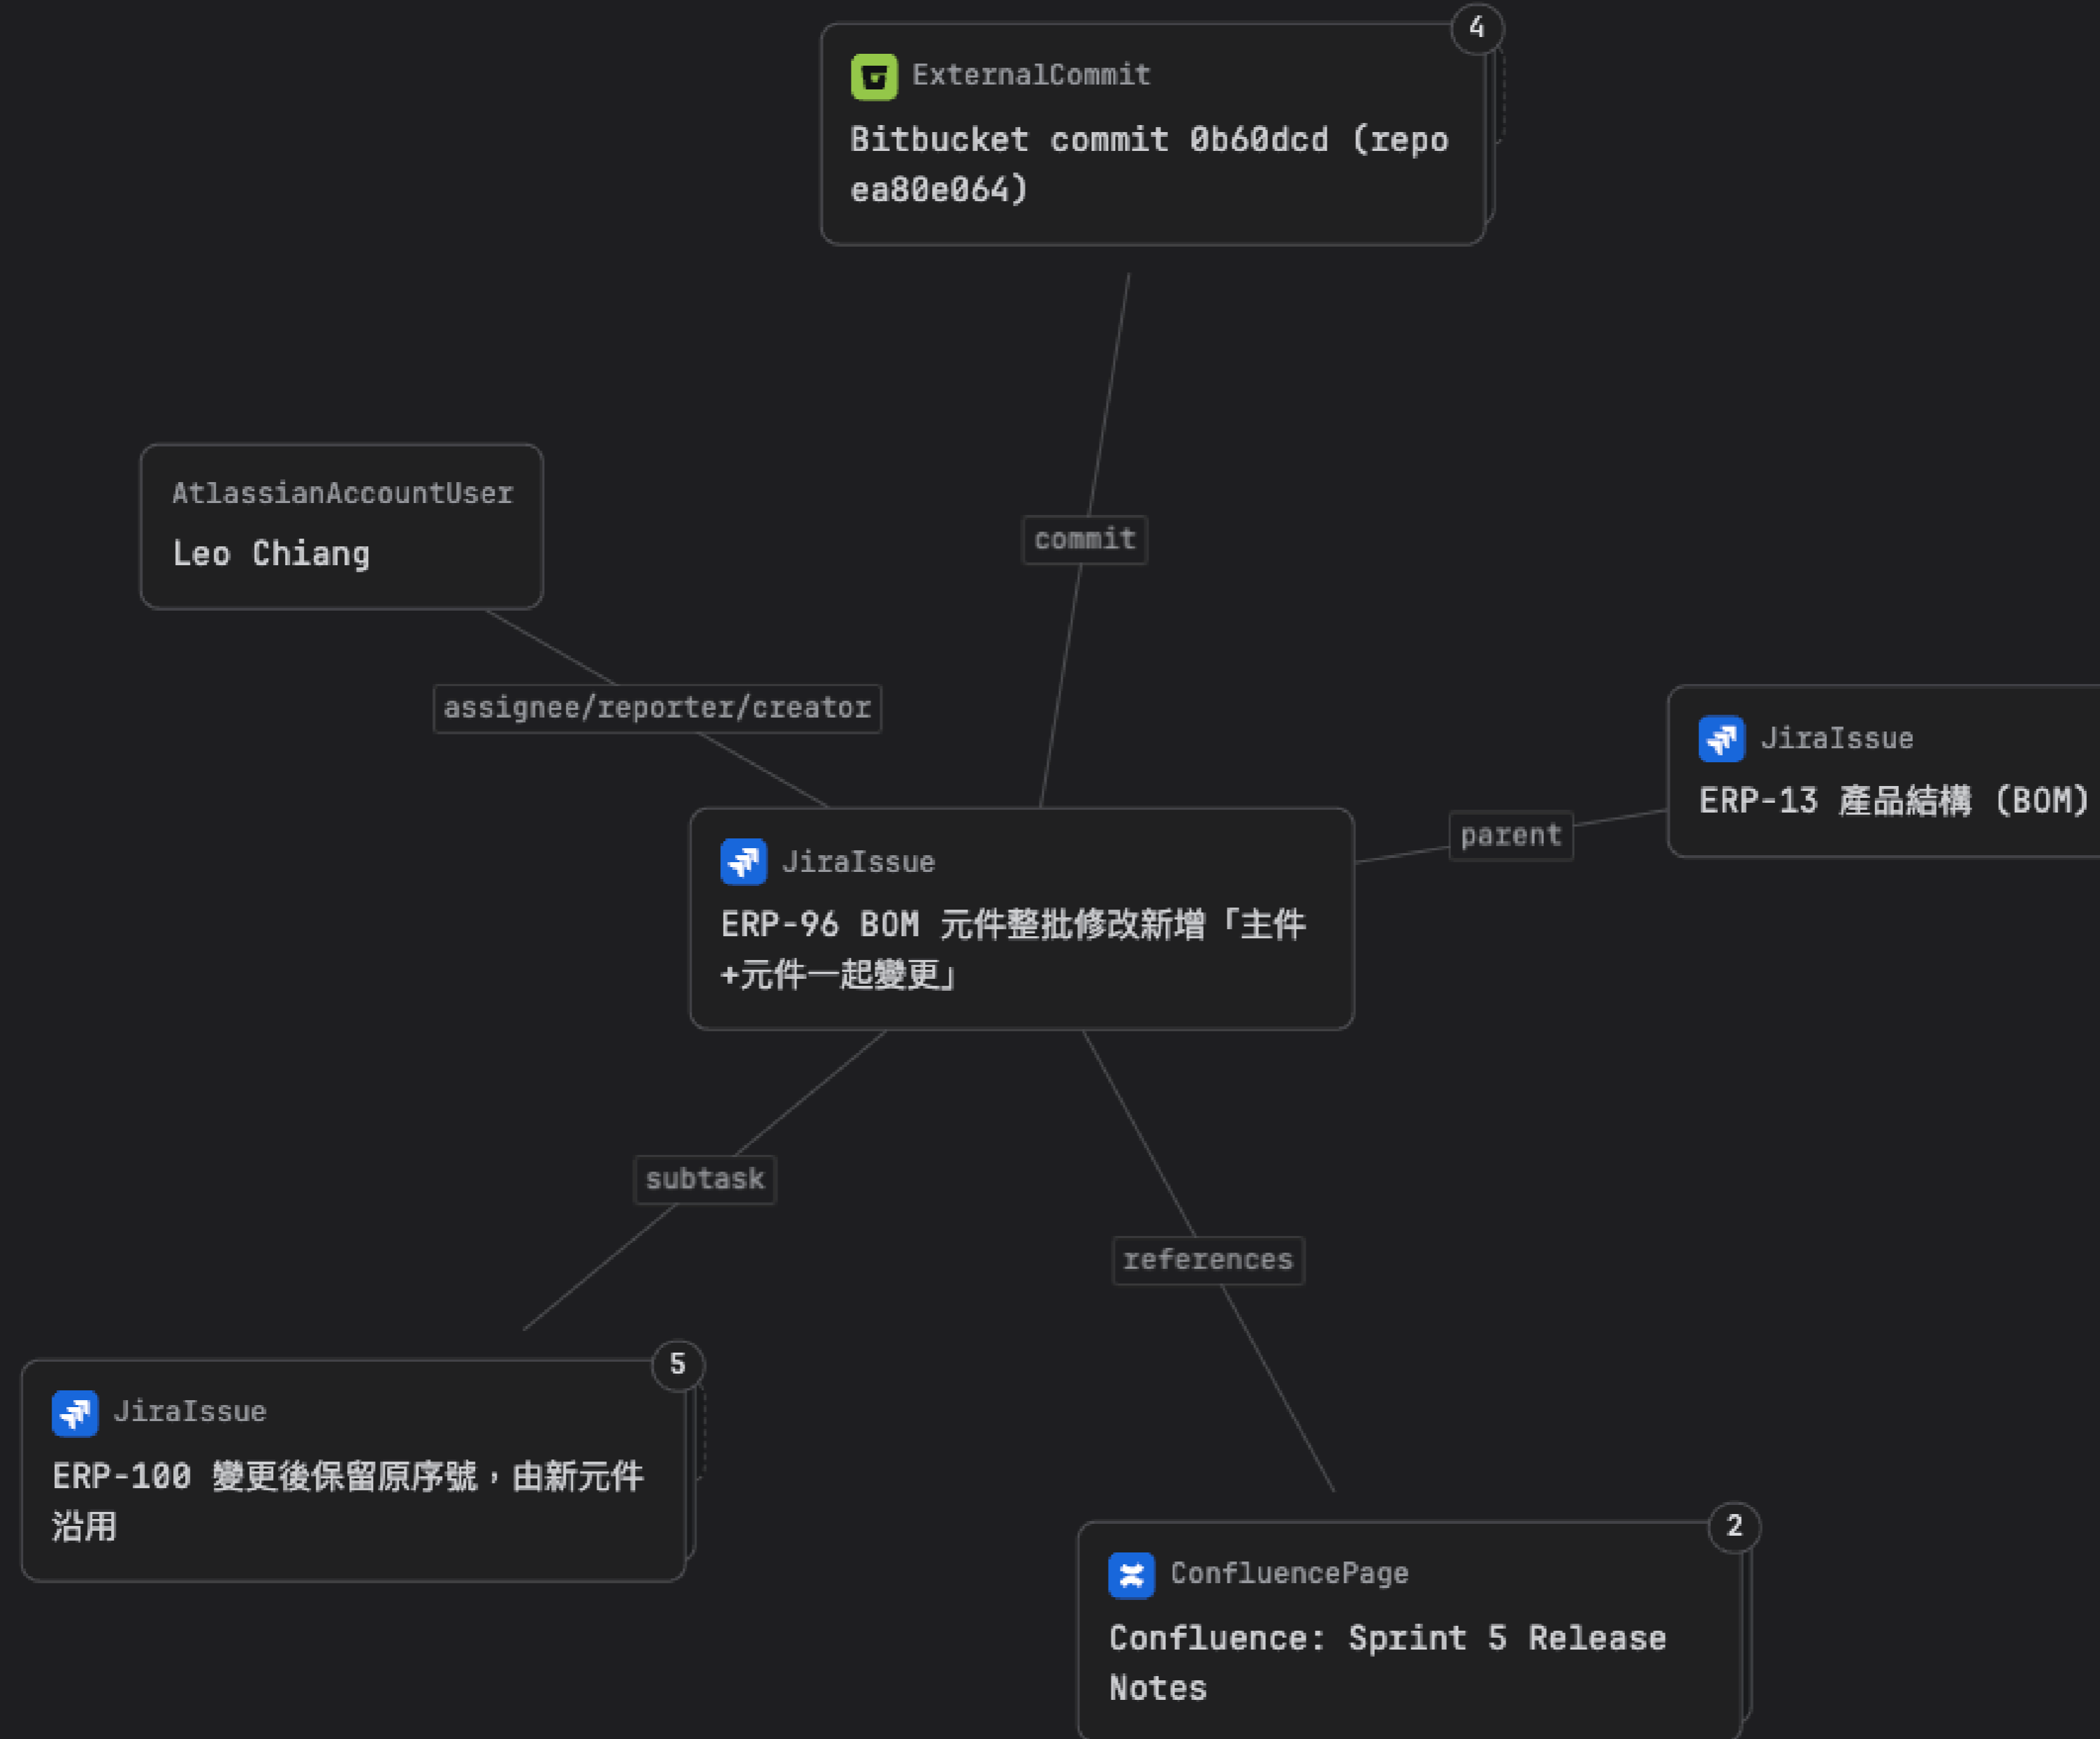 4
ExternalCommit
Bitbucket commit 0b60dcd (repo
ea80e064)
AtlassianAccountUser
Leo Chiang
commit
assignee/reporter/creator
JiraIssue
ERP-13 產品結構 (BOM)
parent
JiraIssue
ERP-96 BOM 元件整批修改新增「主件
+元件一起變更」
subtask
references
5
JiraIssue
ERP-100 變更後保留原序號，由新元件
沿用
2
ConfluencePage
Confluence: Sprint 5 Release
Notes